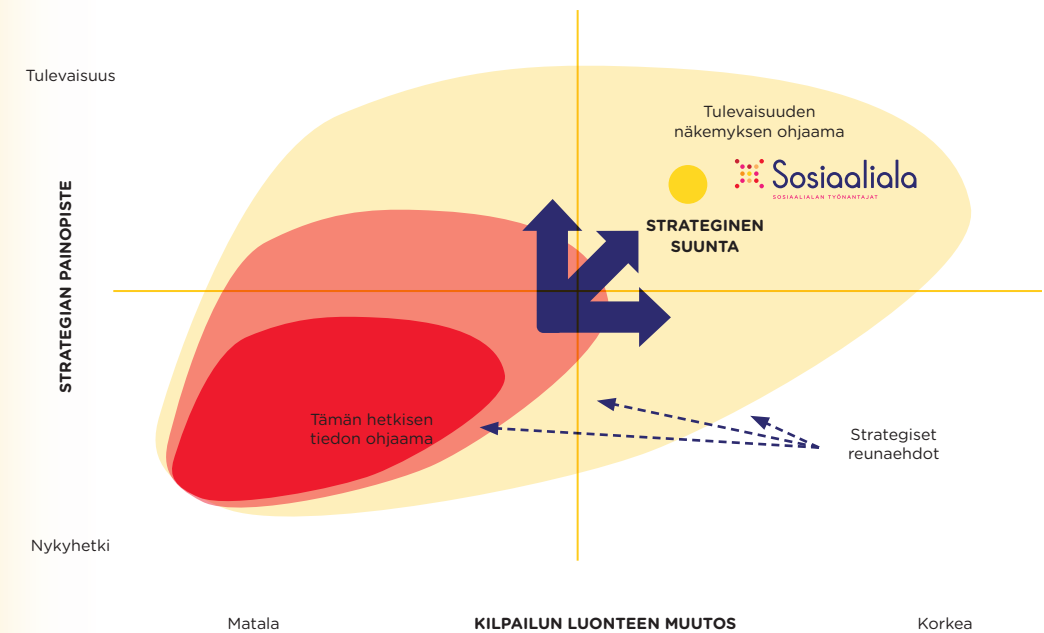 Tulevaisuus
Tulevaisuuden
näkemyksen ohjaama
Sosiaaliala
SOSIAALIALAN TYÖNANTAJAT
STRATEGINEN
SUUNTA
STRATEGIAN PAINOPISTE
Tämän hetkisen
tiedon ohjaama
Strategiset
reunaehdot
Nykyhetki
Matala
KILPAILUN LUONTEEN MUUTOS
Korkea